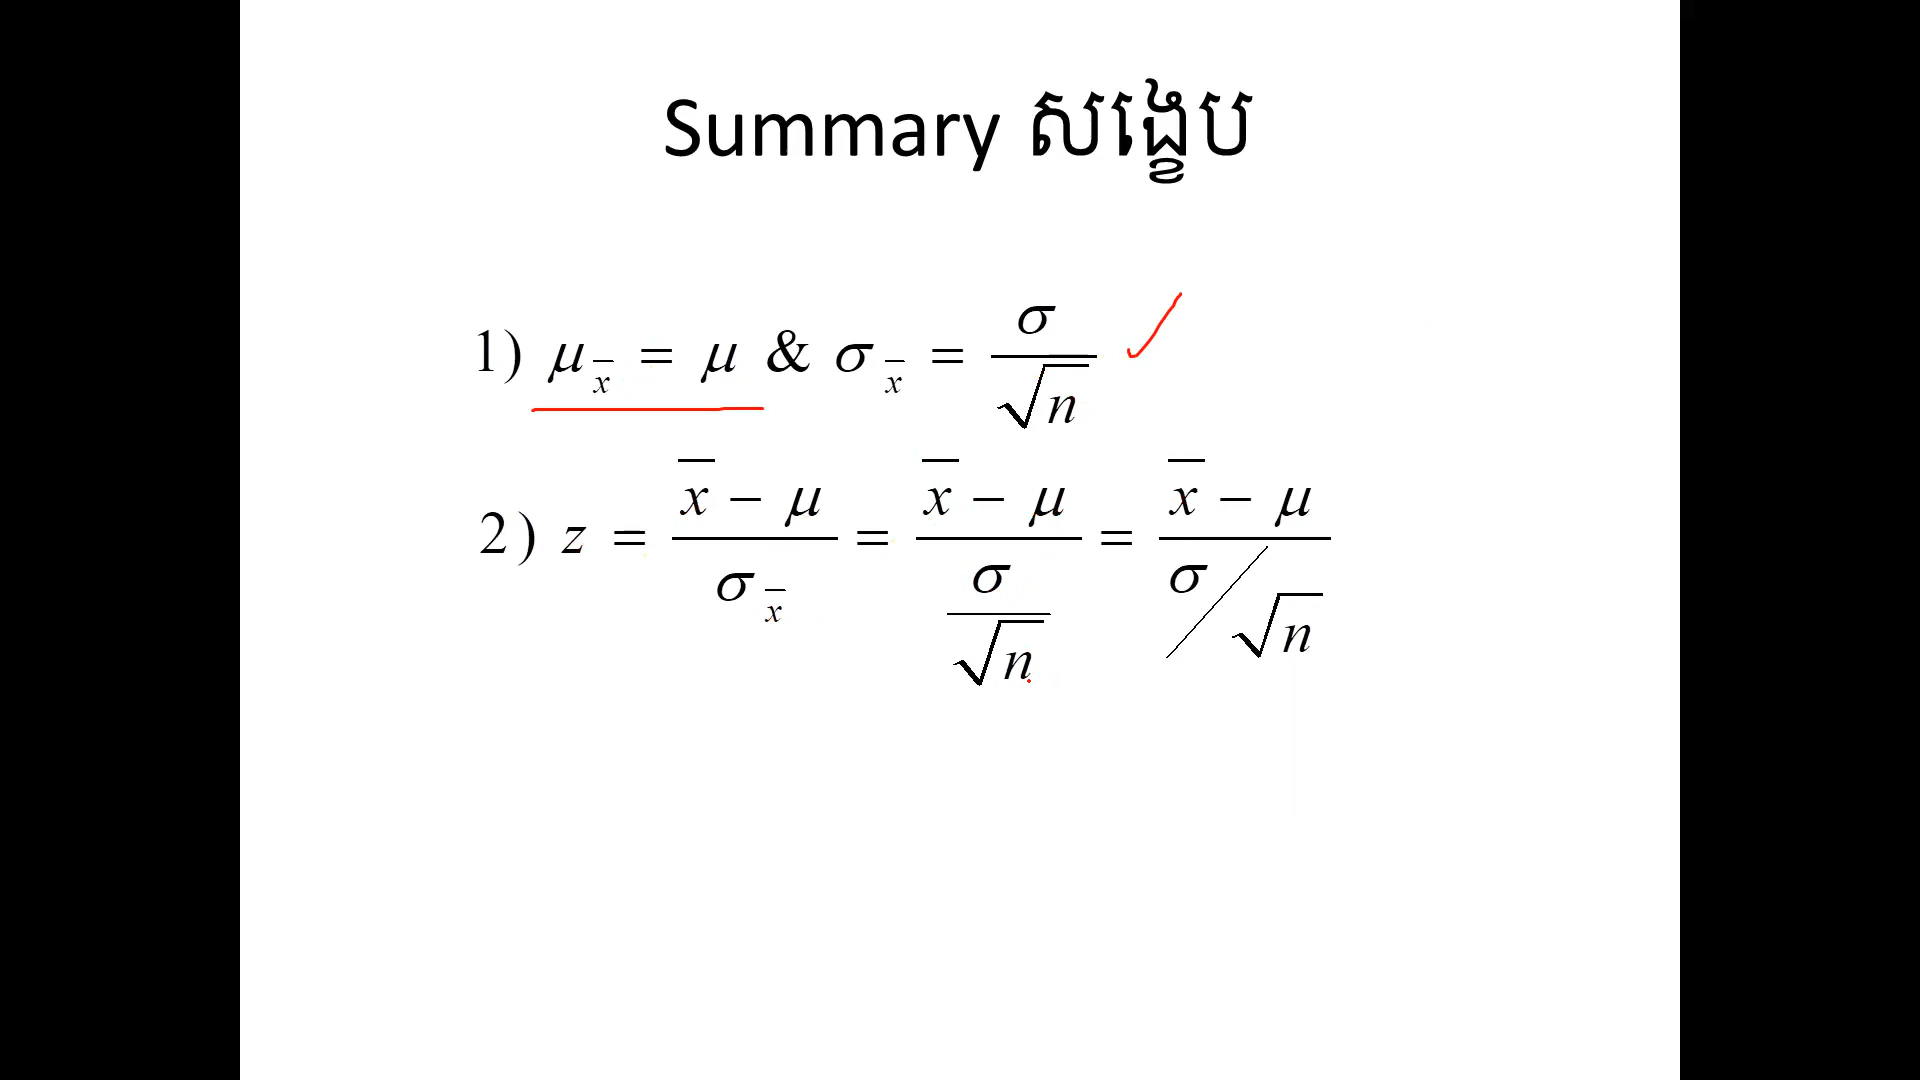 Summary សង្ខេប
1) μ_x̄ = μ & σ_x̄ = σ/√n
2) z = (x̄ − μ)/σ_x̄ = (x̄ − μ)/(σ/√n) = (x̄ − μ)/(σ/√n)